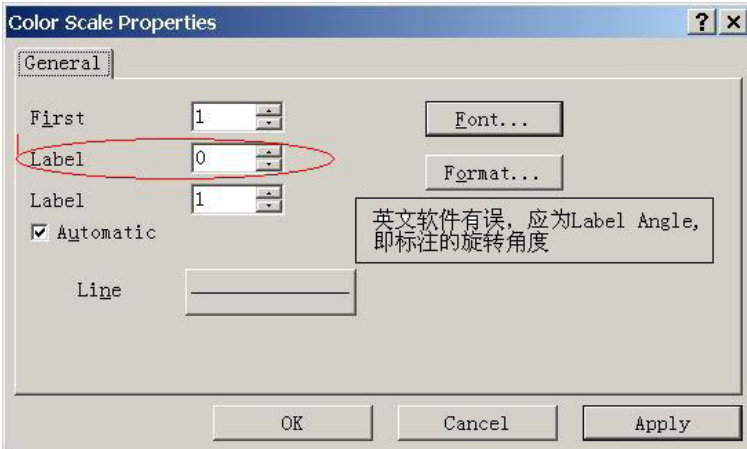 Color Scale Properties
General
First 1 Font...
Label 0 Format...
Label 1
Automatic
英文软件有误，应为Label Angle,
即标注的旋转角度
Line
OK Cancel Apply